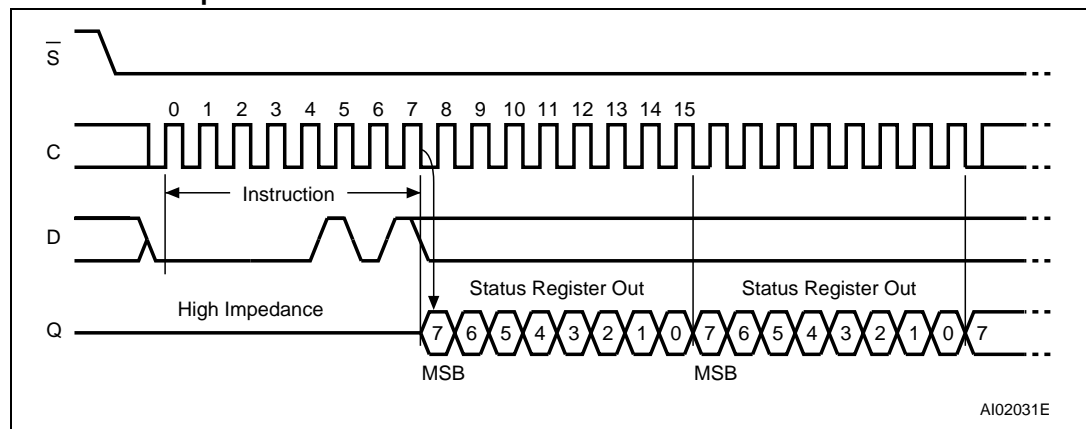 S
0 1 2 3 4 5 6 7 8 9 10 11 12 13 14 15
C
Instruction
D
High Impedance
Status Register Out Status Register Out
Q
7 6 5 4 3 2 1 0 7 6 5 4 3 2 1 0 7
MSB MSB
AI02031E